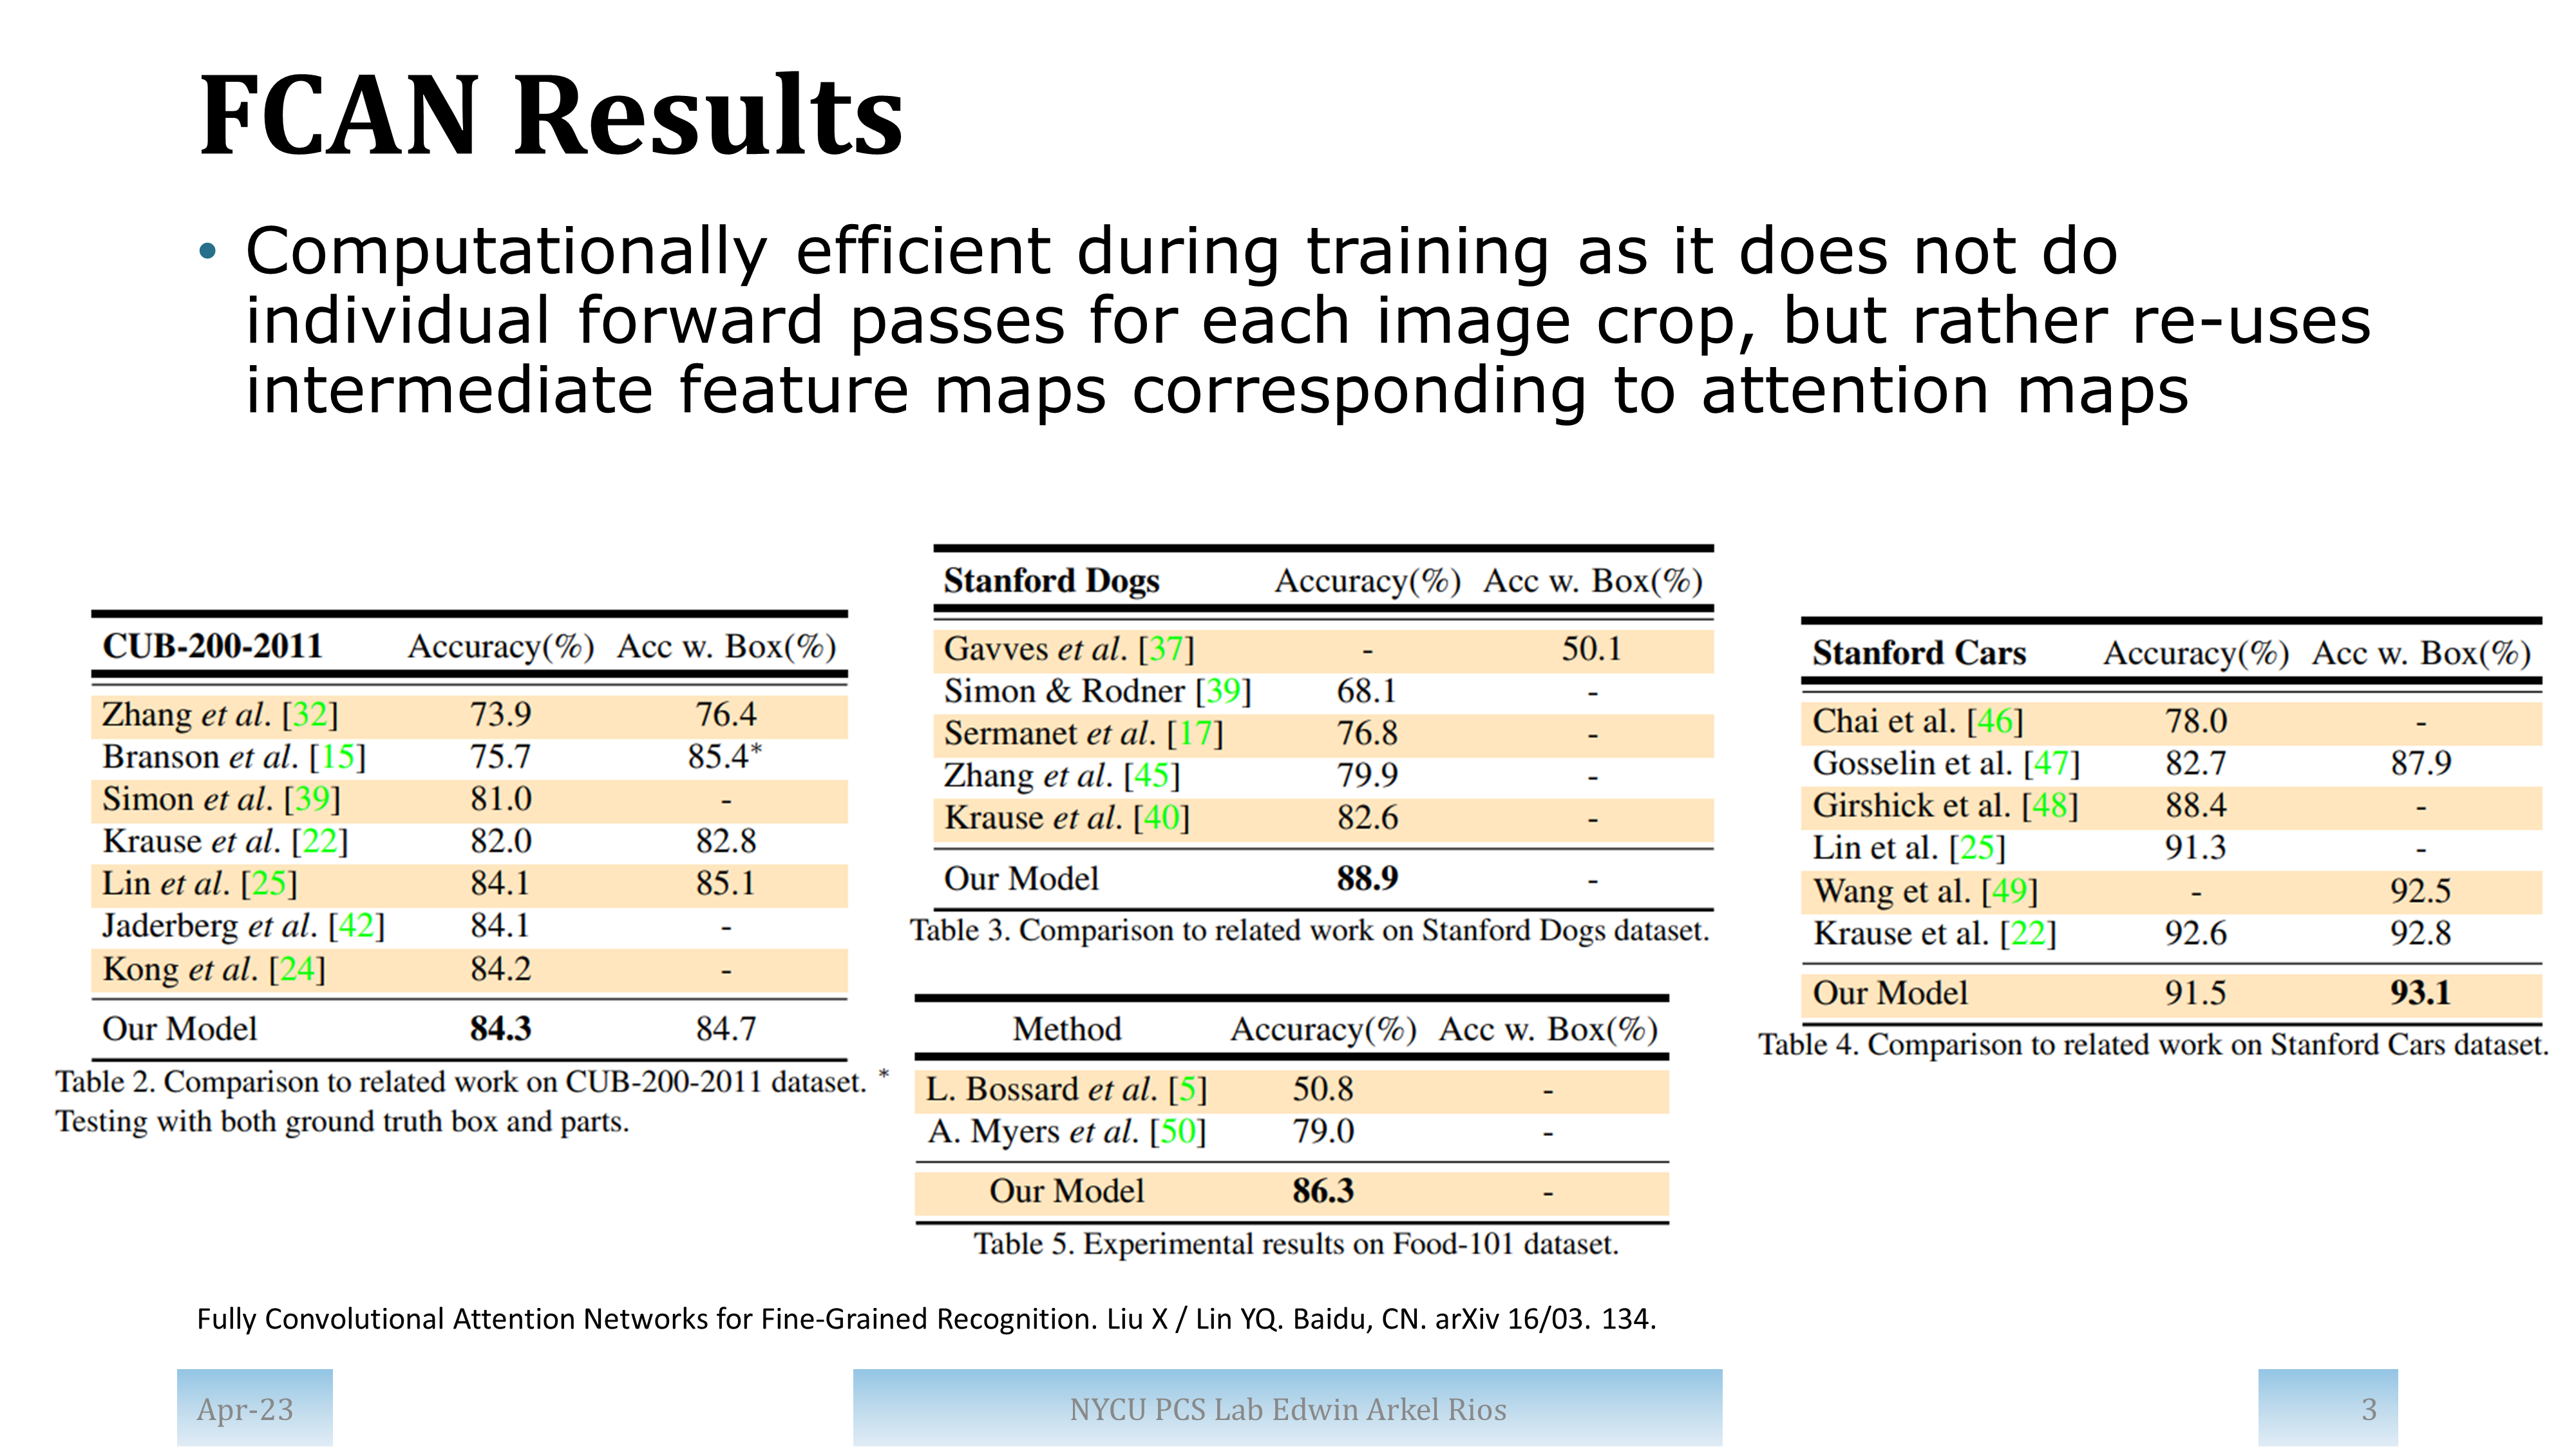 FCAN Results
• Computationally efficient during training as it does not do
individual forward passes for each image crop, but rather re-uses
intermediate feature maps corresponding to attention maps
CUB-200-2011 Accuracy(%) Acc w. Box(%)
Zhang et al. [32] 73.9 76.4
Branson et al. [15] 75.7 85.4*
Simon et al. [39] 81.0 -
Krause et al. [22] 82.0 82.8
Lin et al. [25] 84.1 85.1
Jaderberg et al. [42] 84.1 -
Kong et al. [24] 84.2 -
Our Model 84.3 84.7
Table 2. Comparison to related work on CUB-200-2011 dataset. *
Testing with both ground truth box and parts.
Stanford Dogs Accuracy(%) Acc w. Box(%)
Gavves et al. [37] - 50.1
Simon & Rodner [39] 68.1 -
Sermanet et al. [17] 76.8 -
Zhang et al. [45] 79.9 -
Krause et al. [40] 82.6 -
Our Model 88.9 -
Table 3. Comparison to related work on Stanford Dogs dataset.
Method Accuracy(%) Acc w. Box(%)
L. Bossard et al. [5] 50.8 -
A. Myers et al. [50] 79.0 -
Our Model 86.3 -
Table 5. Experimental results on Food-101 dataset.
Stanford Cars Accuracy(%) Acc w. Box(%)
Chai et al. [46] 78.0 -
Gosselin et al. [47] 82.7 87.9
Girshick et al. [48] 88.4 -
Lin et al. [25] 91.3 -
Wang et al. [49] - 92.5
Krause et al. [22] 92.6 92.8
Our Model 91.5 93.1
Table 4. Comparison to related work on Stanford Cars dataset.
Fully Convolutional Attention Networks for Fine-Grained Recognition. Liu X / Lin YQ. Baidu, CN. arXiv 16/03. 134.
Apr-23
NYCU PCS Lab Edwin Arkel Rios
3